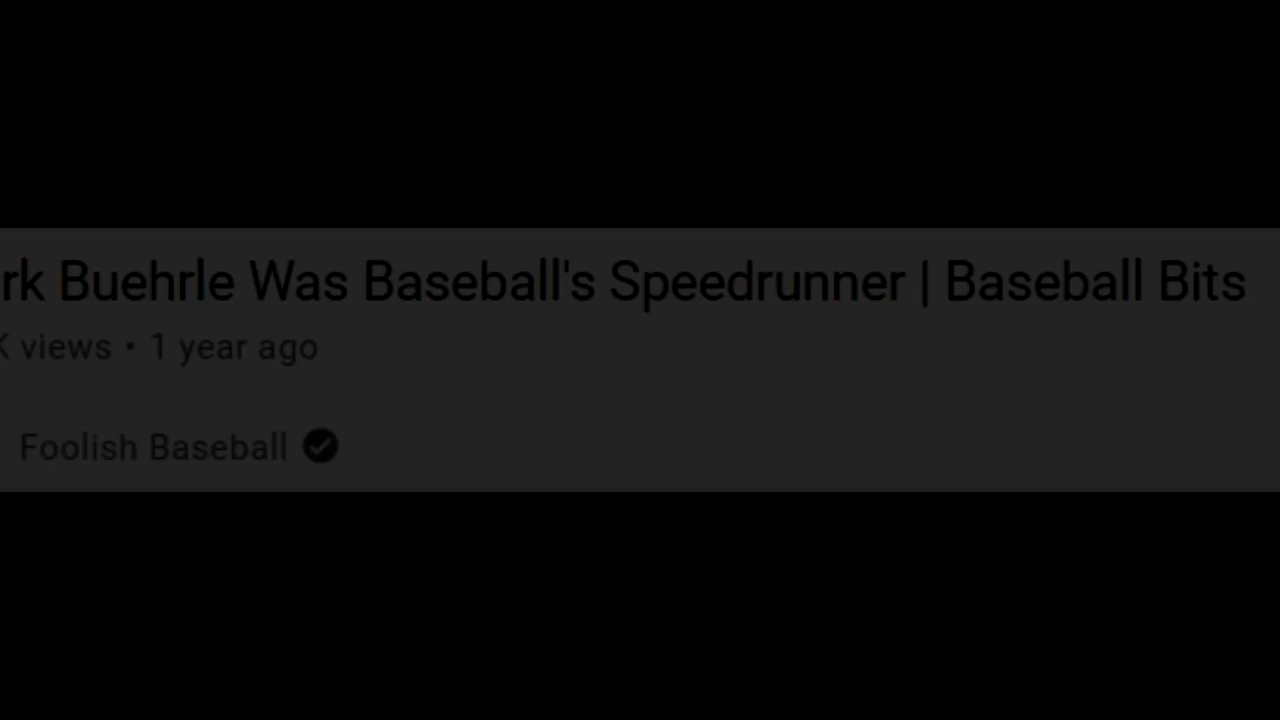 rk Buehrle Was Baseball's Speedrunner | Baseball Bits
K views • 1 year ago
Foolish Baseball